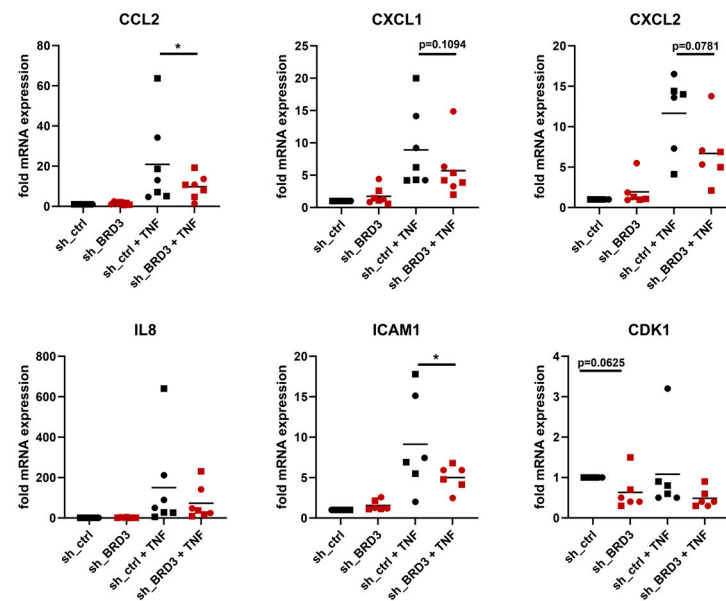 CCL2
fold mRNA expression
80
60
40
20
0
*
sh_ctrl
sh_BRD3
sh_ctrl + TNF
sh_BRD3 + TNF
CXCL1
fold mRNA expression
25
20
15
10
5
0
p=0.1094
sh_ctrl
sh_BRD3
sh_ctrl + TNF
sh_BRD3 + TNF
CXCL2
fold mRNA expression
20
15
10
5
0
p=0.0781
sh_ctrl
sh_BRD3
sh_ctrl + TNF
sh_BRD3 + TNF
IL8
fold mRNA expression
800
600
400
200
0
sh_ctrl
sh_BRD3
sh_ctrl + TNF
sh_BRD3 + TNF
ICAM1
fold mRNA expression
20
15
10
5
0
*
sh_ctrl
sh_BRD3
sh_ctrl + TNF
sh_BRD3 + TNF
CDK1
fold mRNA expression
4
3
2
1
0
p=0.0625
sh_ctrl
sh_BRD3
sh_ctrl + TNF
sh_BRD3 + TNF